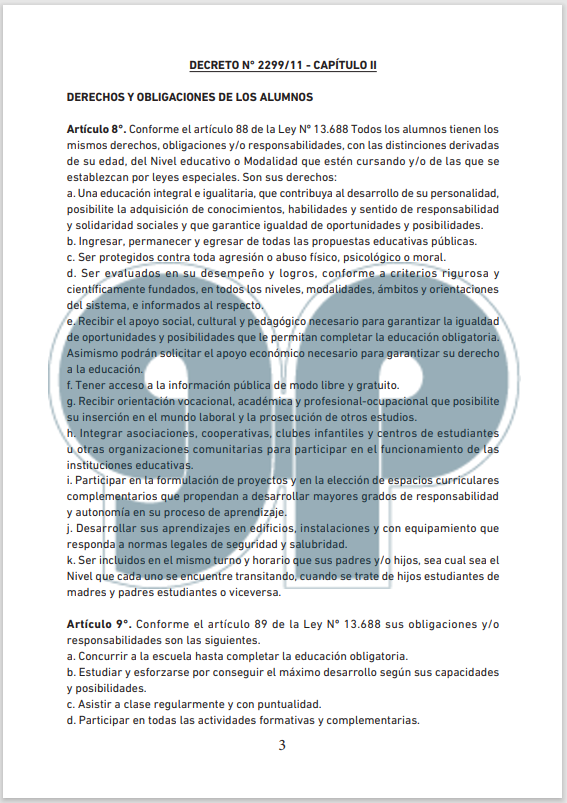 DECRETO Nº 2299/11 - CAPÍTULO II
DERECHOS Y OBLIGACIONES DE LOS ALUMNOS
Artículo 8°. Conforme el artículo 88 de la Ley Nº 13.688 Todos los alumnos tienen los
mismos derechos, obligaciones y/o responsabilidades, con las distinciones derivadas
de su edad, del Nivel educativo o Modalidad que estén cursando y/o de las que se
establezcan por leyes especiales. Son sus derechos:
a. Una educación integral e igualitaria, que contribuya al desarrollo de su personalidad,
posibilite la adquisición de conocimientos, habilidades y sentido de responsabilidad
y solidaridad sociales y que garantice igualdad de oportunidades y posibilidades.
b. Ingresar, permanecer y egresar de todas las propuestas educativas públicas.
c. Ser protegidos contra toda agresión o abuso físico, psicológico o moral.
d. Ser evaluados en su desempeño y logros, conforme a criterios rigurosa y
científicamente fundados, en todos los niveles, modalidades, ámbitos y orientaciones
del sistema, e informados al respecto.
e. Recibir el apoyo social, cultural y pedagógico necesario para garantizar la igualdad
de oportunidades y posibilidades que le permitan completar la educación obligatoria.
Asimismo podrán solicitar el apoyo económico necesario para garantizar su derecho
a la educación.
f. Tener acceso a la información pública de modo libre y gratuito.
g. Recibir orientación vocacional, académica y profesional-ocupacional que posibilite
su inserción en el mundo laboral y la prosecución de otros estudios.
h. Integrar asociaciones, cooperativas, clubes infantiles y centros de estudiantes
u otras organizaciones comunitarias para participar en el funcionamiento de las
instituciones educativas.
i. Participar en la formulación de proyectos y en la elección de espacios curriculares
complementarios que propendan a desarrollar mayores grados de responsabilidad
y autonomía en su proceso de aprendizaje.
j. Desarrollar sus aprendizajes en edificios, instalaciones y con equipamiento que
responda a normas legales de seguridad y salubridad.
k. Ser incluidos en el mismo turno y horario que sus padres y/o hijos, sea cual sea el
Nivel que cada uno se encuentre transitando, cuando se trate de hijos estudiantes de
madres y padres estudiantes o viceversa.
Artículo 9°. Conforme el artículo 89 de la Ley Nº 13.688 sus obligaciones y/o
responsabilidades son las siguientes.
a. Concurrir a la escuela hasta completar la educación obligatoria.
b. Estudiar y esforzarse por conseguir el máximo desarrollo según sus capacidades
y posibilidades.
c. Asistir a clase regularmente y con puntualidad.
d. Participar en todas las actividades formativas y complementarias.
3
gp